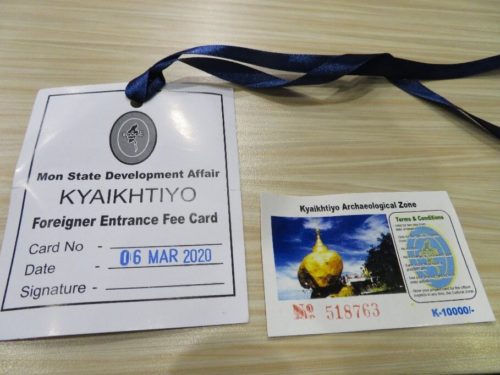 Mon State Development Affair
KYAIKHTIYO
Foreigner Entrance Fee Card
Card No -
Date - 06 MAR 2020
Signature -
Kyaikhtiyo Archaeological Zone
Terms & Conditions
№ 518763
K-10000/-